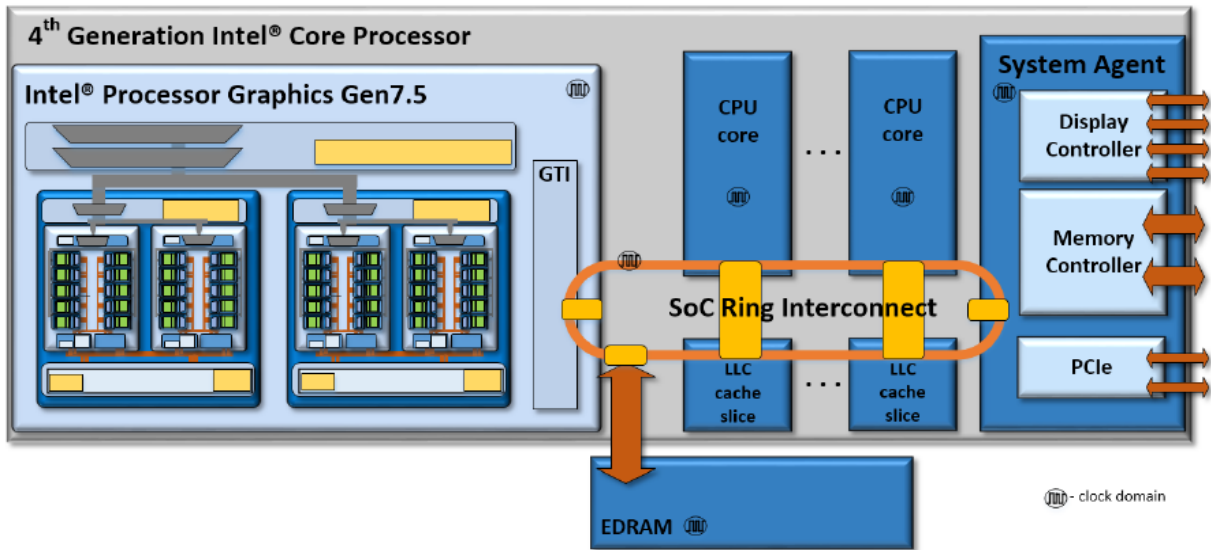 4th Generation Intel® Core Processor
Intel® Processor Graphics Gen7.5
GTI
CPU
core
...
CPU
core
System Agent
Display
Controller
Memory
Controller
PCIe
SoC Ring Interconnect
LLC
cache
slice
...
LLC
cache
slice
EDRAM
- clock domain